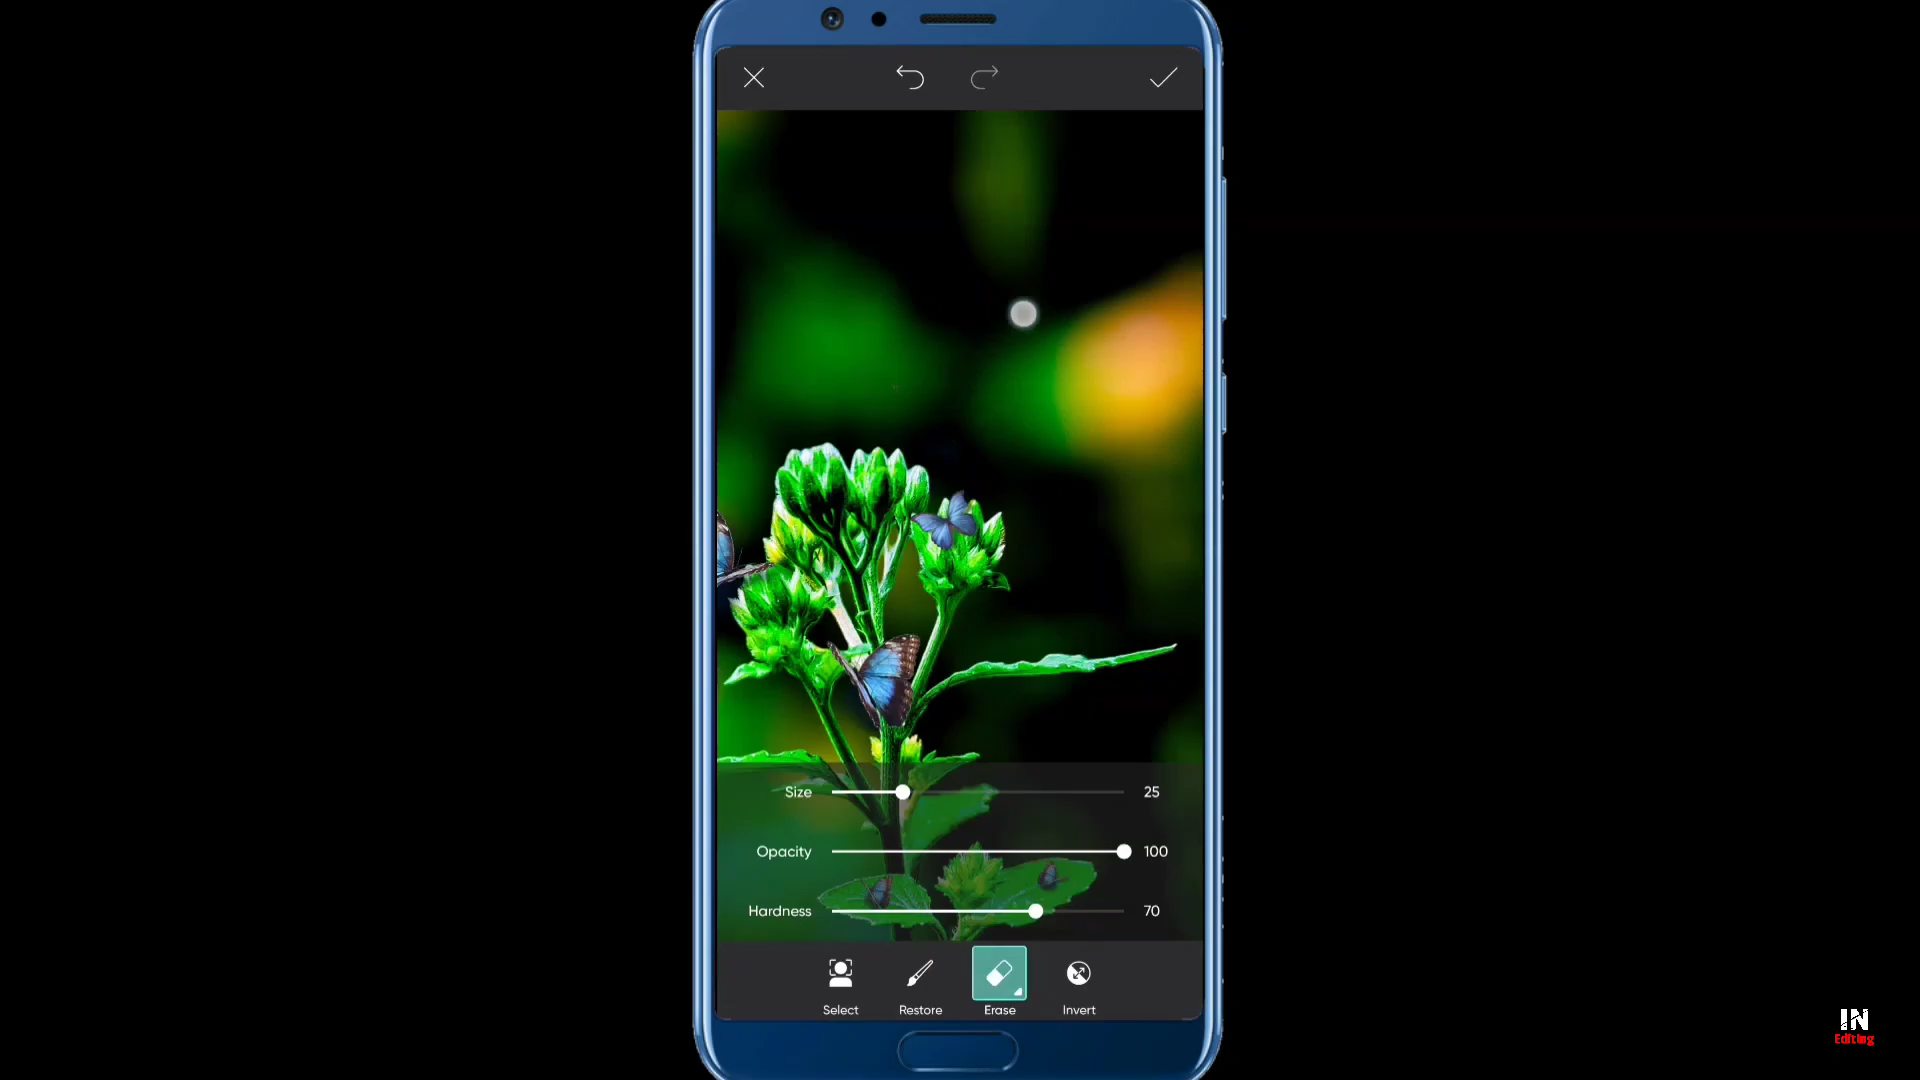 Size 25
Opacity 100
Hardness 70
Select Restore Erase Invert
IN
Editing